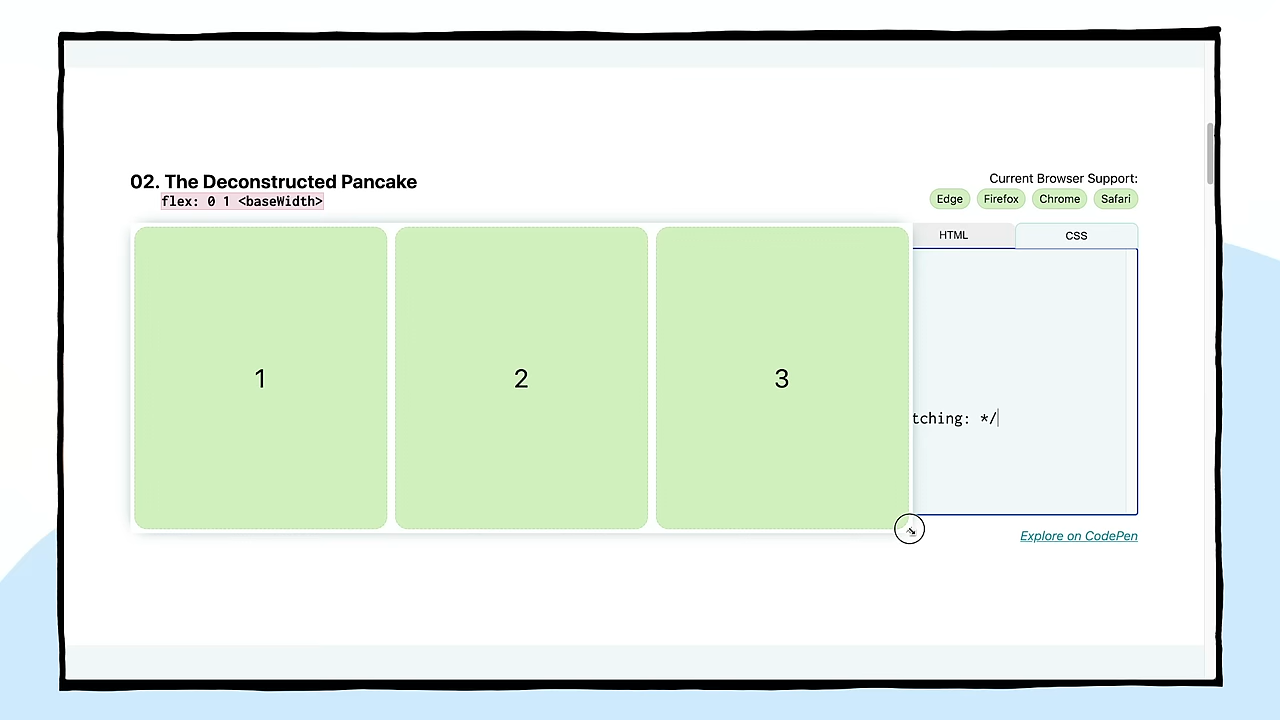 02. The Deconstructed Pancake
flex: 0 1 <baseWidth>
Current Browser Support:
Edge Firefox Chrome Safari
HTML CSS
1 2 3
tching: */
Explore on CodePen